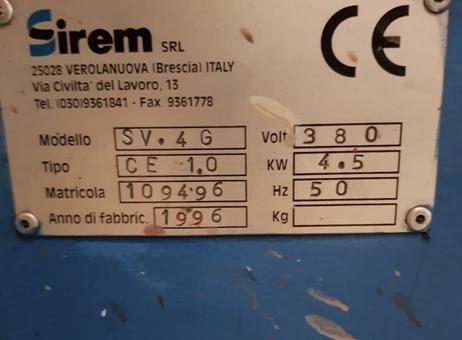 Sirem SRL
CE
25028 VEROLANUOVA (Brescia) ITALY
Via Civilta' del Lavoro, 13
Tel. (030)9361841 - Fax 9361778
Modello SV.4G Volt 380
Tipo CE 1.0 KW 4.5
Matricola 109496 Hz 50
Anno di fabbric. 1996 Kg